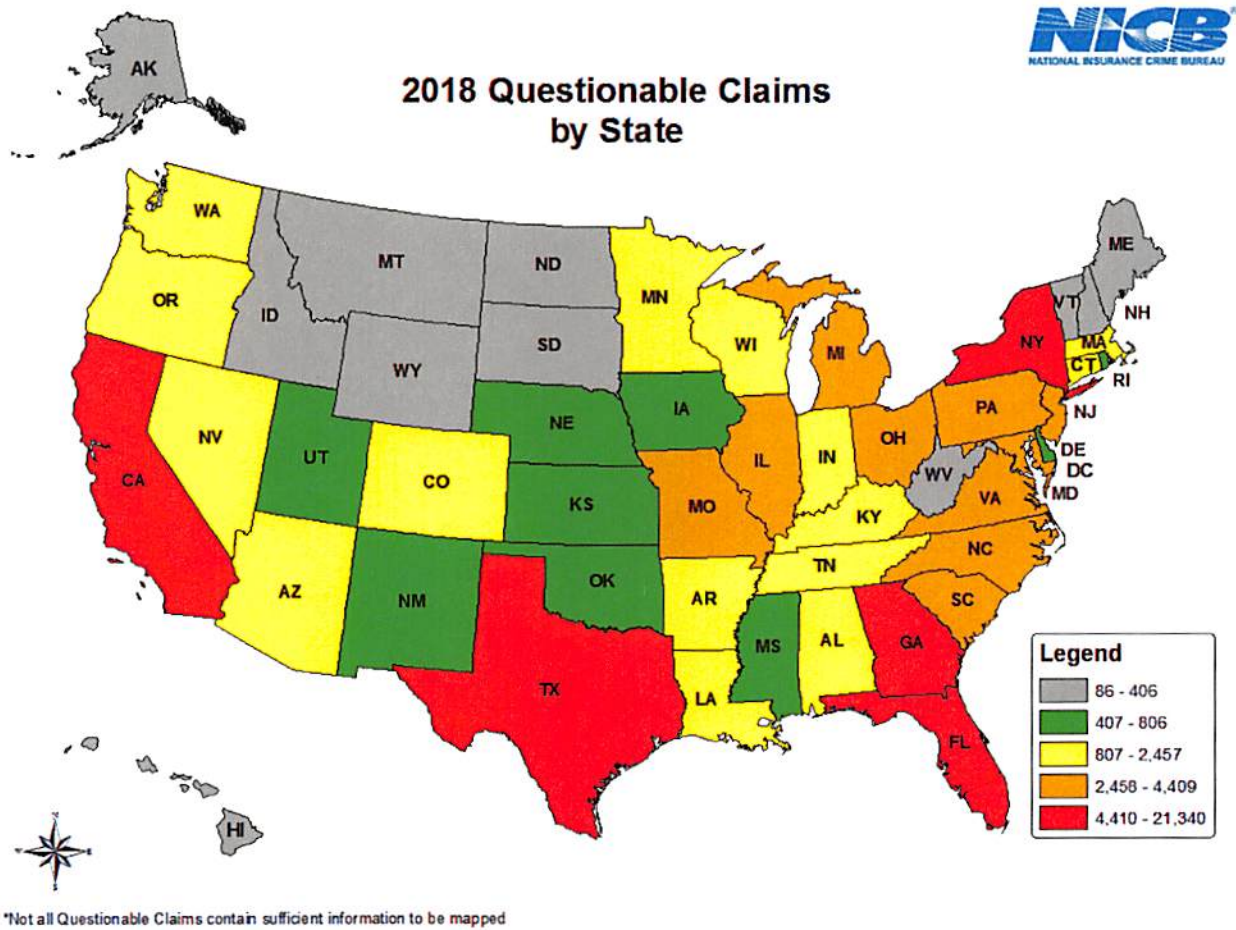 NICB®
NATIONAL INSURANCE CRIME BUREAU
2018 Questionable Claims
by State
AK
WA
MT
ND
MN
ME
OR
ID
SD
WI
MI
VT
NH
NY
MA
WY
CT
RI
NE
IA
PA
NJ
NV
UT
CO
IL
IN
OH
DE
DC
CA
KS
MO
WV
VA
MD
KY
NC
AZ
NM
OK
AR
TN
SC
TX
MS
AL
GA
LA
FL
HI
Legend
86 - 406
407 - 806
807 - 2,457
2,458 - 4,409
4,410 - 21,340
*Not all Questionable Claims contain sufficient information to be mapped